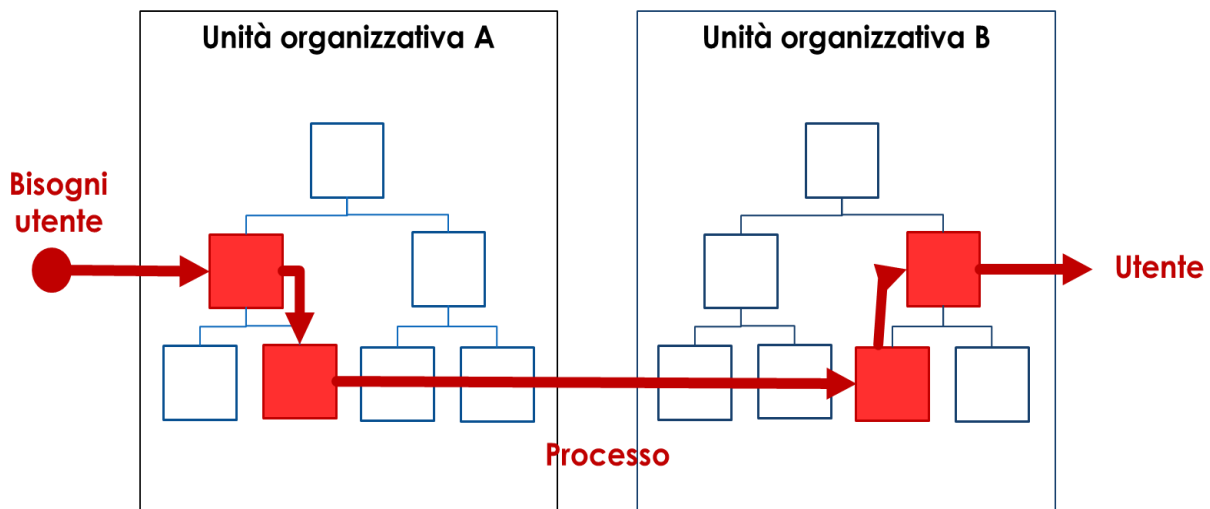 Unità organizzativa A
Unità organizzativa B
Bisogni
utente
Utente
Processo